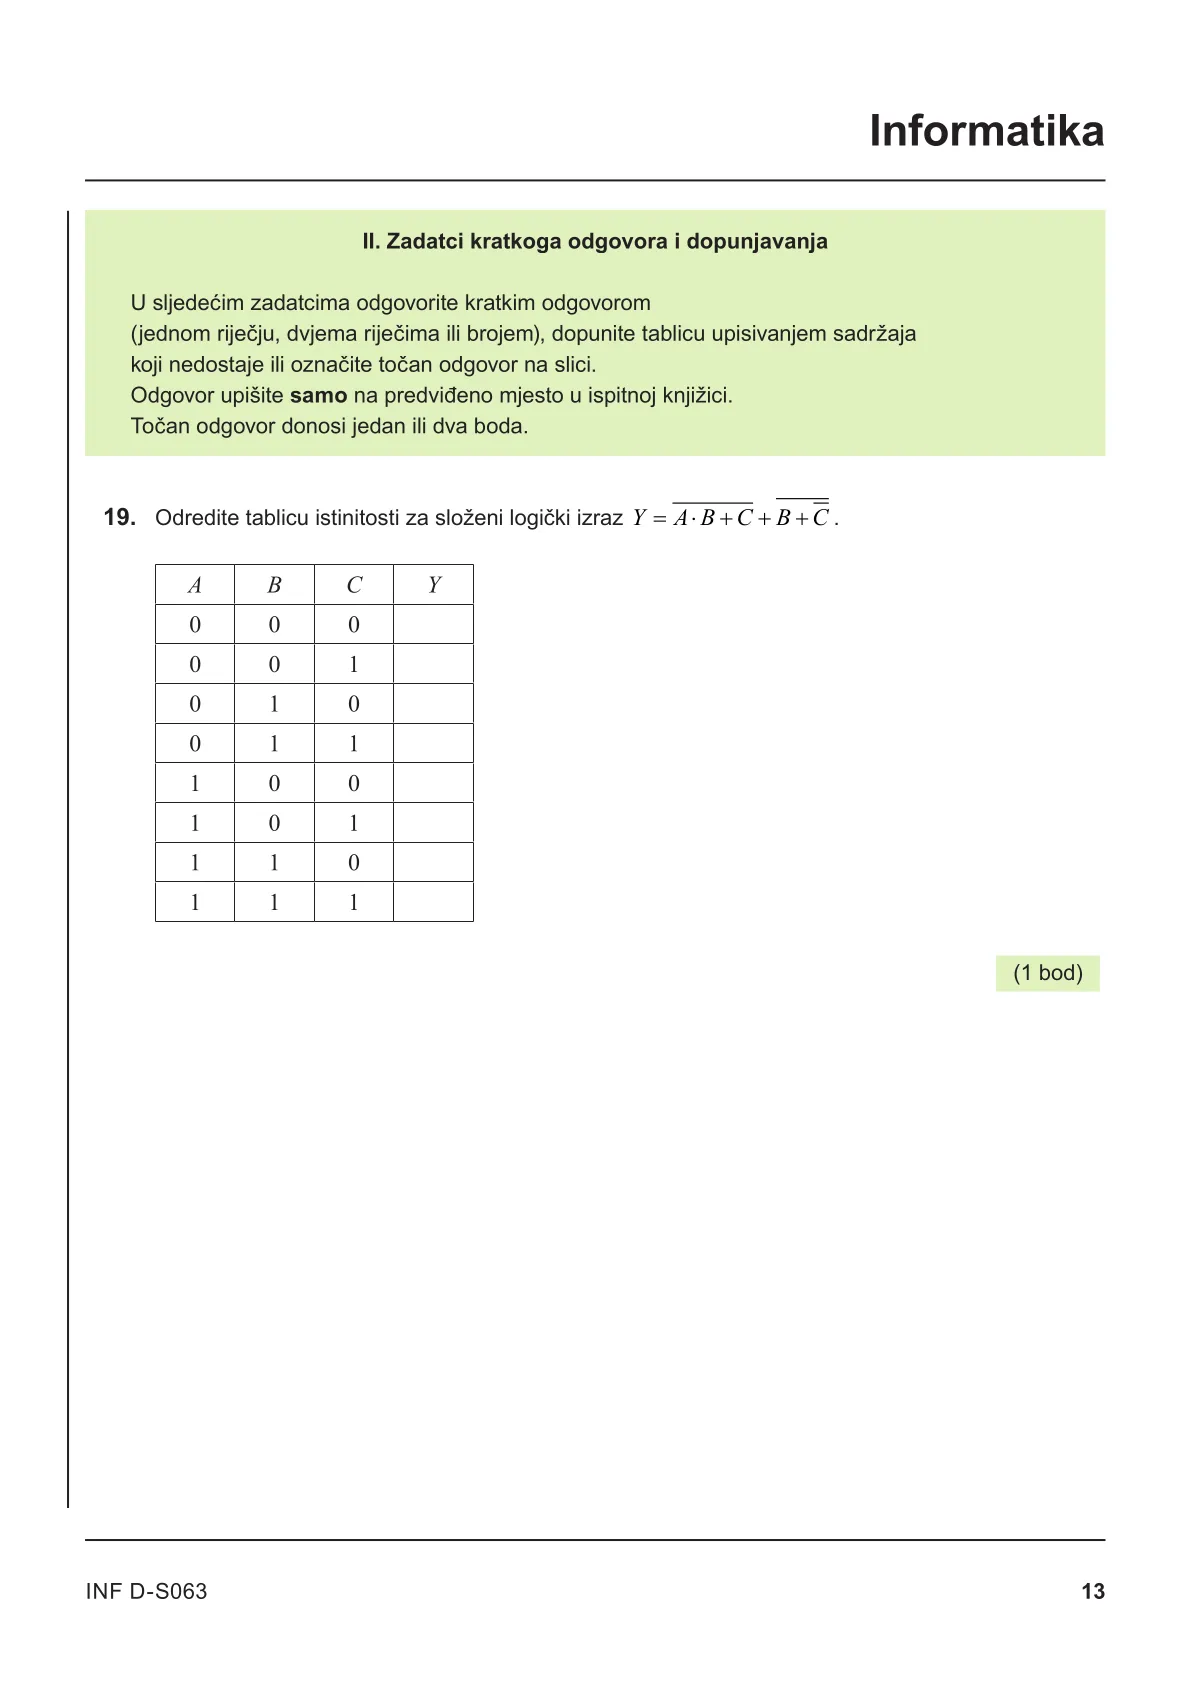 Informatika
II. Zadatci kratkoga odgovora i dopunjavanja
U sljedećim zadatcima odgovorite kratkim odgovorom
(jednom riječju, dvjema riječima ili brojem), dopunite tablicu upisivanjem sadržaja
koji nedostaje ili označite točan odgovor na slici.
Odgovor upišite samo na predviđeno mjesto u ispitnoj knjižici.
Točan odgovor donosi jedan ili dva boda.
19. Odredite tablicu istinitosti za složeni logički izraz $Y = \overline{A \cdot B + C} + \overline{B + \overline{C}}$ .
A B C Y
0 0 0
0 0 1
0 1 0
0 1 1
1 0 0
1 0 1
1 1 0
1 1 1
(1 bod)
INF D-S063
13